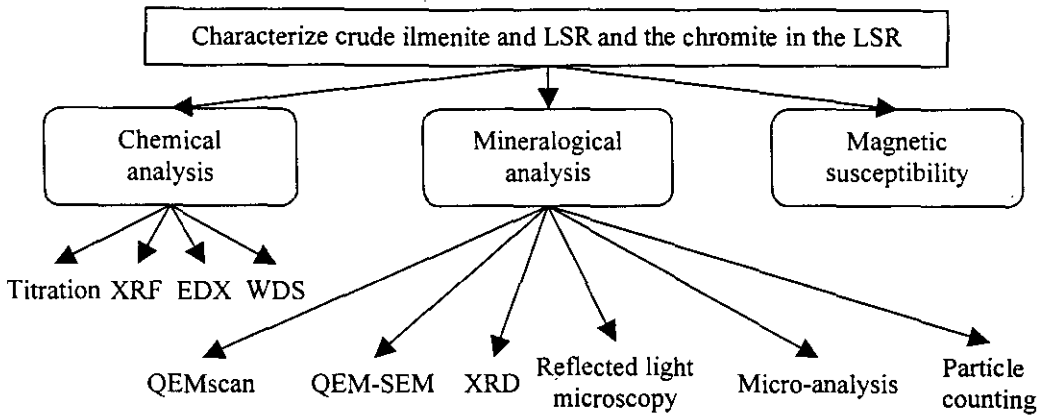 Characterize crude ilmenite and LSR and the chromite in the LSR
Chemical
analysis
Mineralogical
analysis
Magnetic
susceptibility
Titration XRF EDX WDS
QEMscan
QEM-SEM
XRD
Reflected light
microscopy
Micro-analysis
Particle
counting